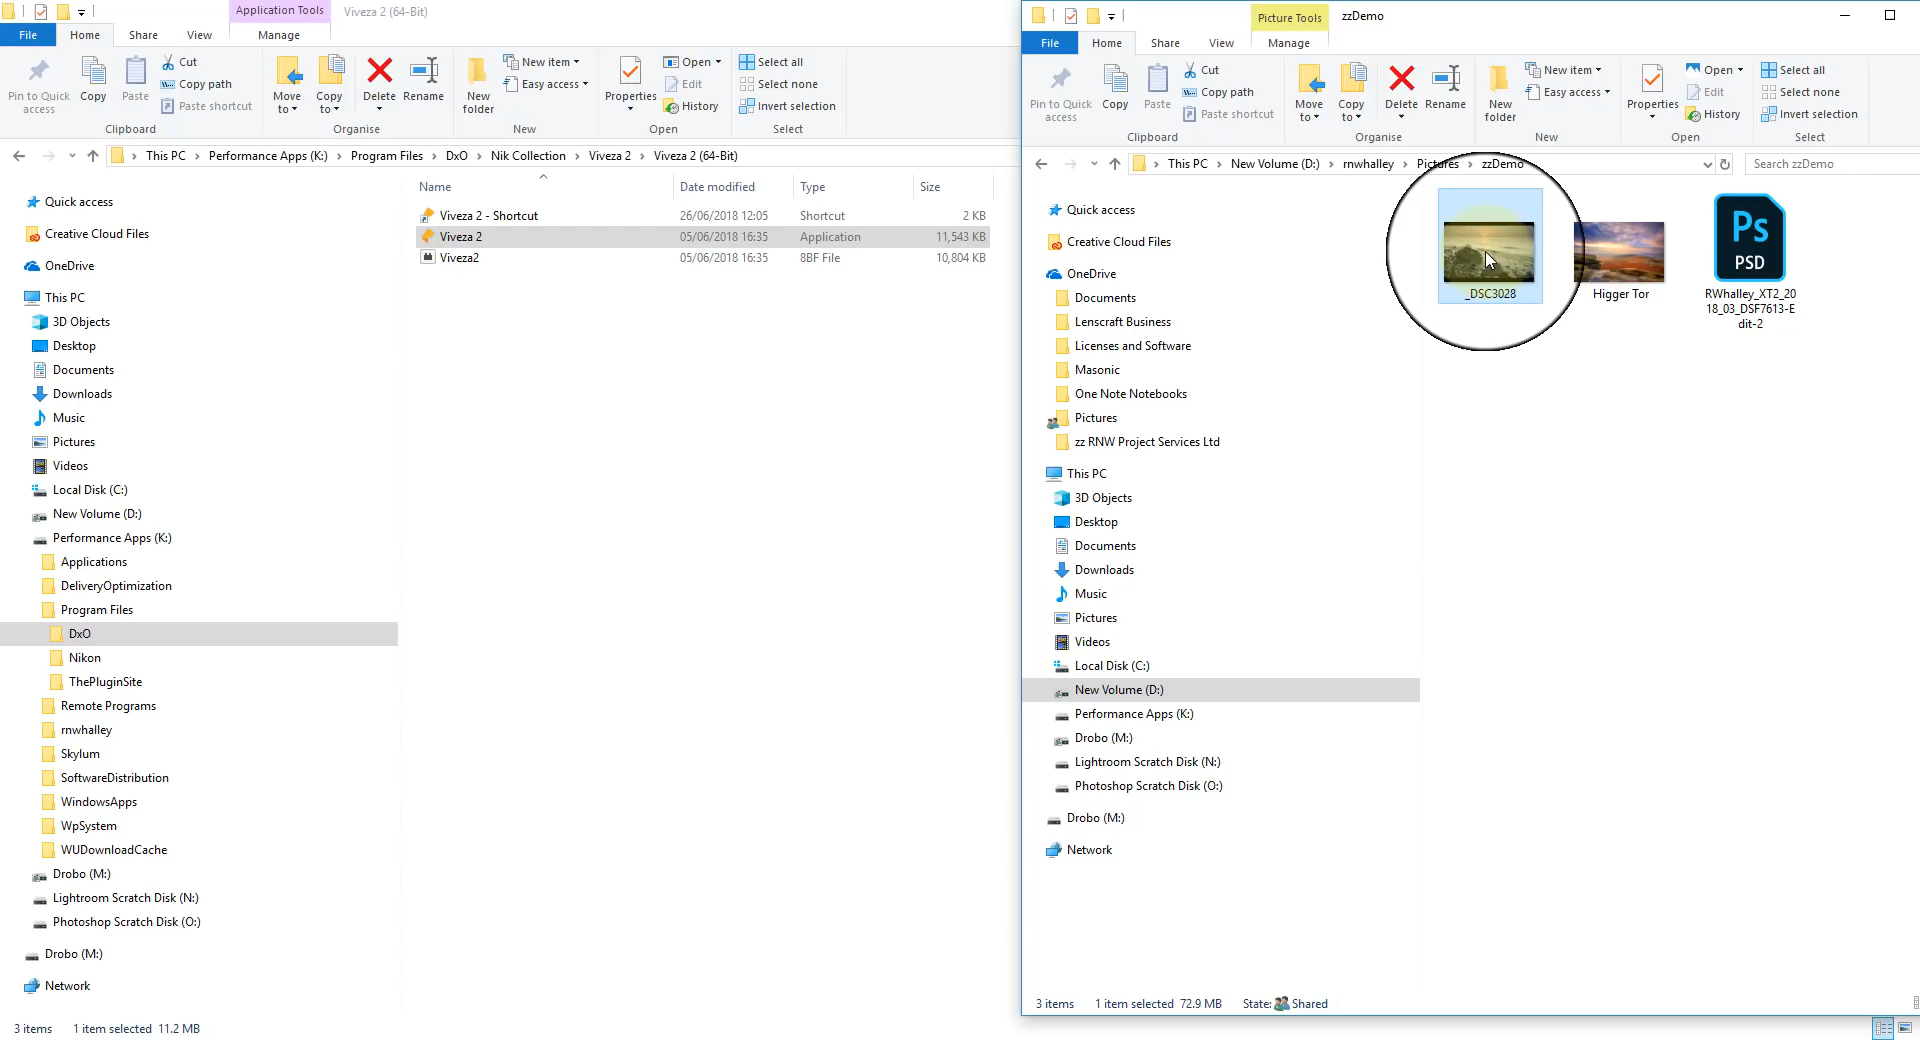 Application Tools
Viveza 2 (64-Bit)
File
Home
Share
View
Manage
Pin to Quick access
Copy
Paste
Cut
Copy path
Paste shortcut
Clipboard
Move to
Copy to
Delete
Rename
Organise
New folder
New item
Easy access
New
Properties
Open
Edit
History
Open
Select all
Select none
Invert selection
Select
This PC > Performance Apps (K:) > Program Files > DxO > Nik Collection > Viveza 2 > Viveza 2 (64-Bit)
Quick access
Creative Cloud Files
OneDrive
This PC
3D Objects
Desktop
Documents
Downloads
Music
Pictures
Videos
Local Disk (C:)
New Volume (D:)
Performance Apps (K:)
Applications
DeliveryOptimization
Program Files
DxO
Nikon
ThePluginSite
Remote Programs
rnwhalley
Skylum
SoftwareDistribution
WindowsApps
WpSystem
WUDownloadCache
Drobo (M:)
Lightroom Scratch Disk (N:)
Photoshop Scratch Disk (O:)
Drobo (M:)
Network
Name Date modified Type Size
Viveza 2 - Shortcut 26/06/2018 12:05 Shortcut 2 KB
Viveza 2 05/06/2018 16:35 Application 11,543 KB
Viveza2 05/06/2018 16:35 8BF File 10,804 KB
3 items 1 item selected 11.2 MB
Picture Tools
zzDemo
File
Home
Share
View
Manage
Pin to Quick access
Copy
Paste
Cut
Copy path
Paste shortcut
Clipboard
Move to
Copy to
Delete
Rename
Organise
New folder
New item
Easy access
New
Properties
Open
Edit
History
Open
Select all
Select none
Invert selection
Select
This PC > New Volume (D:) > rnwhalley > Pictures > zzDemo
Search zzDemo
Quick access
Creative Cloud Files
OneDrive
Documents
Lenscraft Business
Licenses and Software
Masonic
One Note Notebooks
Pictures
zz RNW Project Services Ltd
This PC
3D Objects
Desktop
Documents
Downloads
Music
Pictures
Videos
Local Disk (C:)
New Volume (D:)
Performance Apps (K:)
Drobo (M:)
Lightroom Scratch Disk (N:)
Photoshop Scratch Disk (O:)
Drobo (M:)
Network
_DSC3028
Higger Tor
Ps
PSD
RWhalley_XT2_20
18_03_DSF7613-E
dit-2
3 items 1 item selected 72.9 MB State: Shared